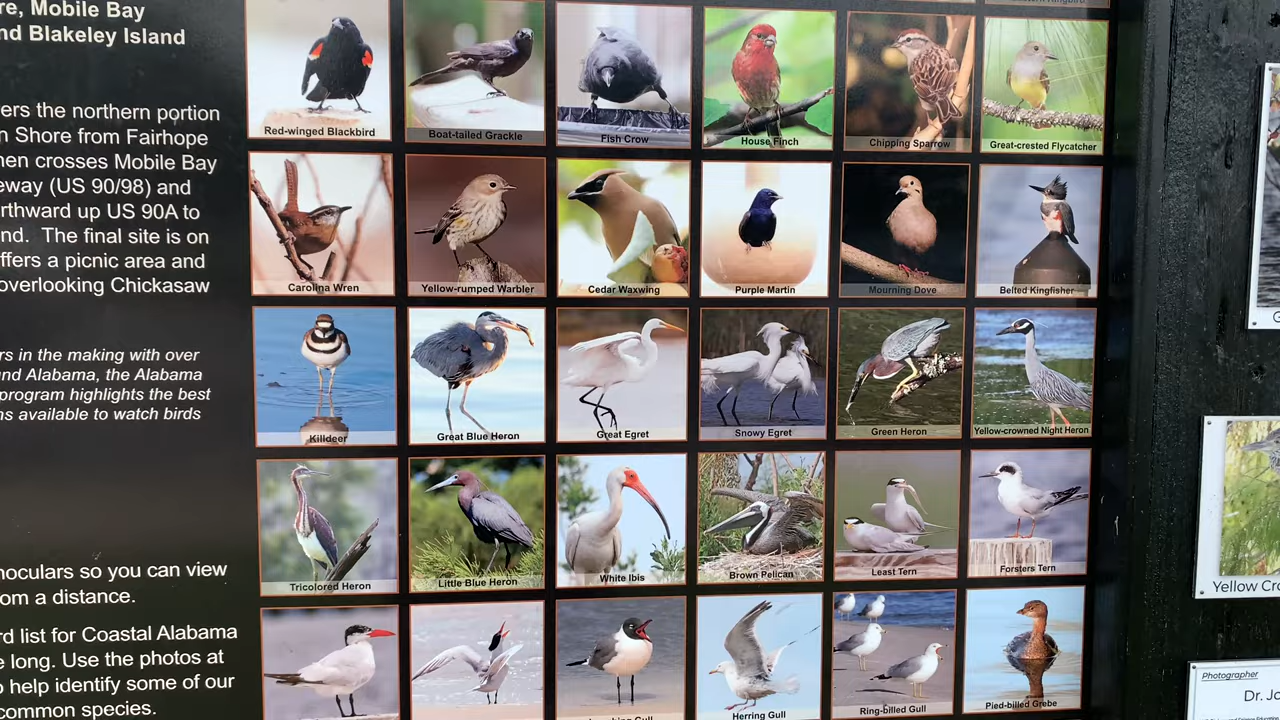 re, Mobile Bay
nd Blakeley Island
ers the northern portion
n Shore from Fairhope
hen crosses Mobile Bay
eway (US 90/98) and
rthward up US 90A to
nd. The final site is on
ffers a picnic area and
overlooking Chickasaw
rs in the making with over
und Alabama, the Alabama
program highlights the best
ns available to watch birds
noculars so you can view
om a distance.
rd list for Coastal Alabama
e long. Use the photos at
o help identify some of our
common species.
Red-winged Blackbird
Boat-tailed Grackle
Fish Crow
House Finch
Chipping Sparrow
Great-crested Flycatcher
Carolina Wren
Yellow-rumped Warbler
Cedar Waxwing
Purple Martin
Mourning Dove
Belted Kingfisher
Killdeer
Great Blue Heron
Great Egret
Snowy Egret
Green Heron
Yellow-crowned Night Heron
Tricolored Heron
Little Blue Heron
White Ibis
Brown Pelican
Least Tern
Forsters Tern
Herring Gull
Ring-billed Gull
Pied-billed Grebe
Yellow Cro
Photographer
Dr. Jo